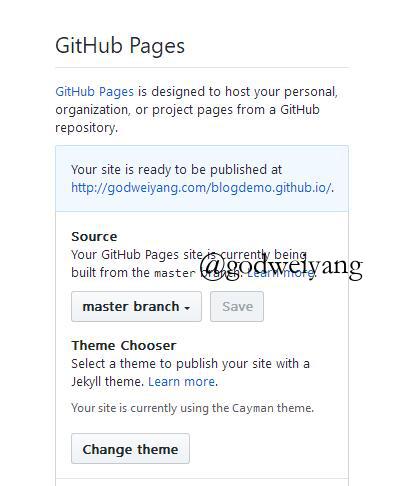 GitHub Pages
GitHub Pages is designed to host your personal,
organization, or project pages from a GitHub
repository.
Your site is ready to be published at
http://godweiyang.com/blogdemo.github.io/.
Source
Your GitHub Pages site is currently being
built from the master branch. Learn more.
@godweiyang
master branch Save
Theme Chooser
Select a theme to publish your site with a
Jekyll theme. Learn more.
Your site is currently using the Cayman theme.
Change theme